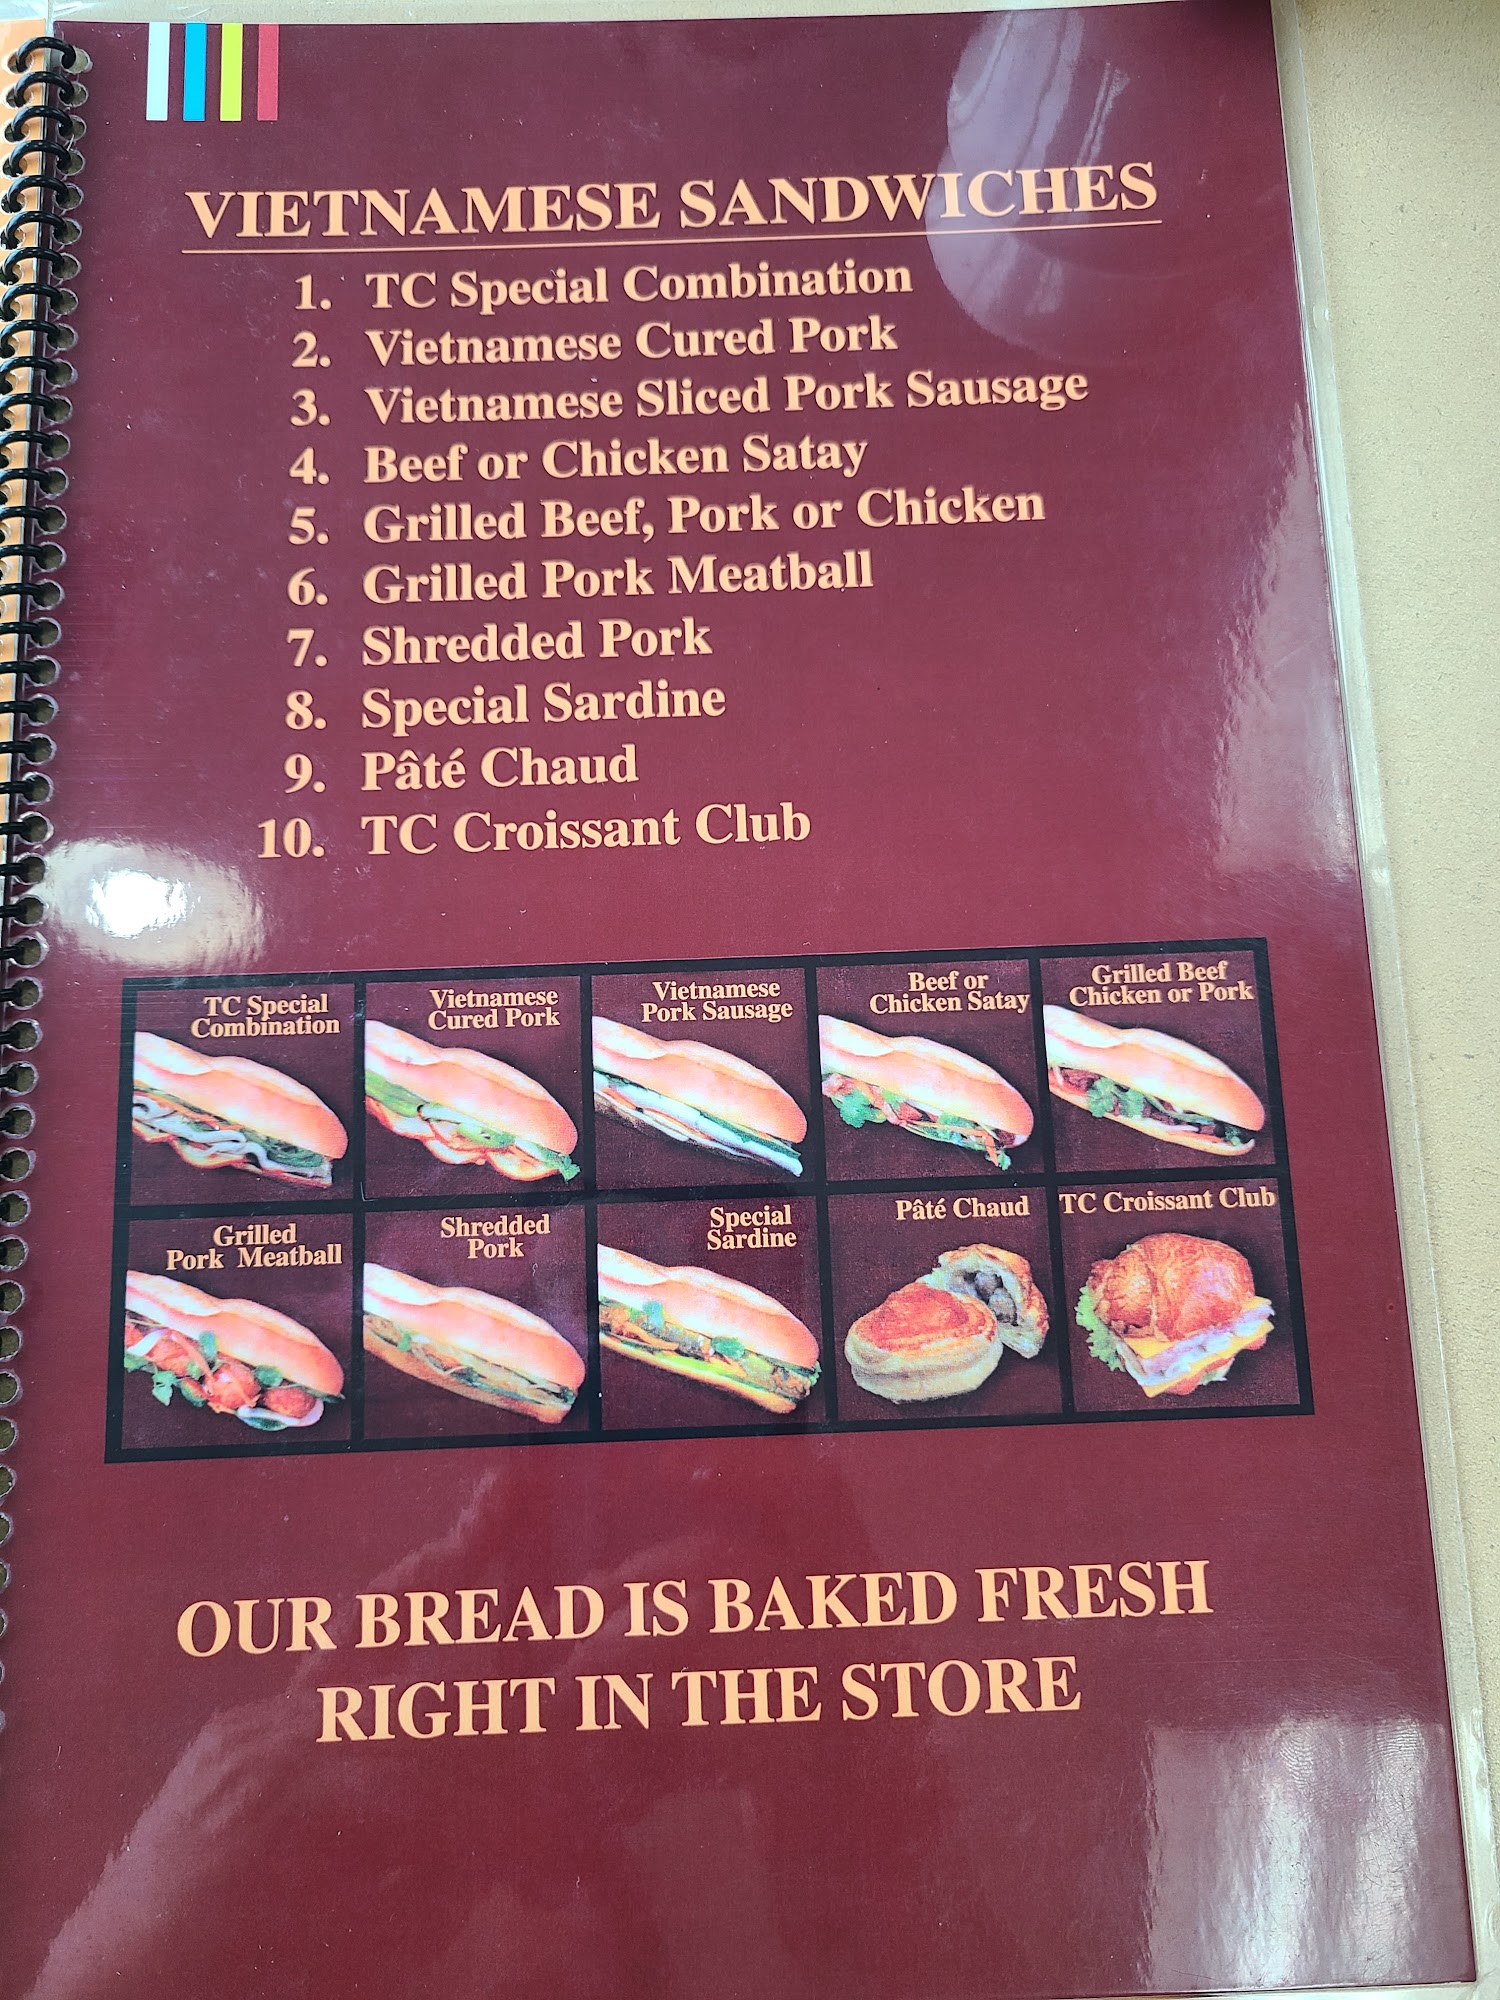 VIETNAMESE SANDWICHES
1. TC Special Combination
2. Vietnamese Cured Pork
3. Vietnamese Sliced Pork Sausage
4. Beef or Chicken Satay
5. Grilled Beef, Pork or Chicken
6. Grilled Pork Meatball
7. Shredded Pork
8. Special Sardine
9. Pâté Chaud
10. TC Croissant Club
TC Special
Combination
Vietnamese
Cured Pork
Vietnamese
Pork Sausage
Beef or
Chicken Satay
Grilled Beef
Chicken or Pork
Grilled
Pork Meatball
Shredded
Pork
Special
Sardine
Pâté Chaud
TC Croissant Club
OUR BREAD IS BAKED FRESH
RIGHT IN THE STORE